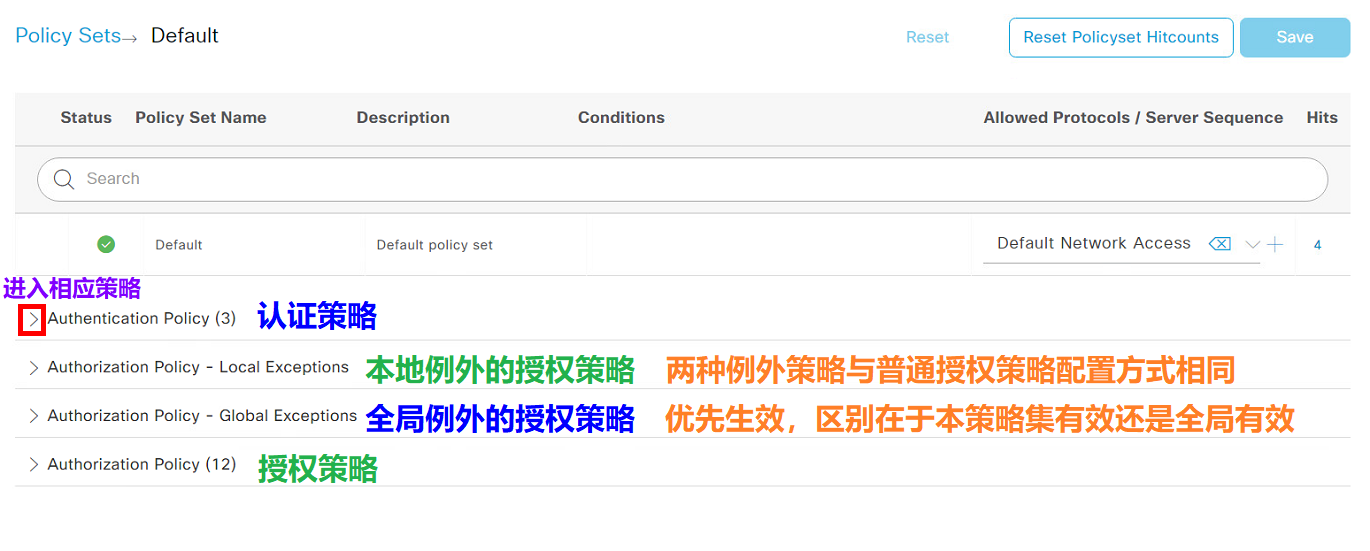 Policy Sets→ Default
Reset
Reset Policyset Hitcounts
Save
Status Policy Set Name Description Conditions Allowed Protocols / Server Sequence Hits
Search
Default Default policy set Default Network Access 4
进入相应策略
Authentication Policy (3) 认证策略
Authorization Policy - Local Exceptions 本地例外的授权策略 两种例外策略与普通授权策略配置方式相同
Authorization Policy - Global Exceptions 全局例外的授权策略 优先生效，区别在于本策略集有效还是全局有效
Authorization Policy (12) 授权策略